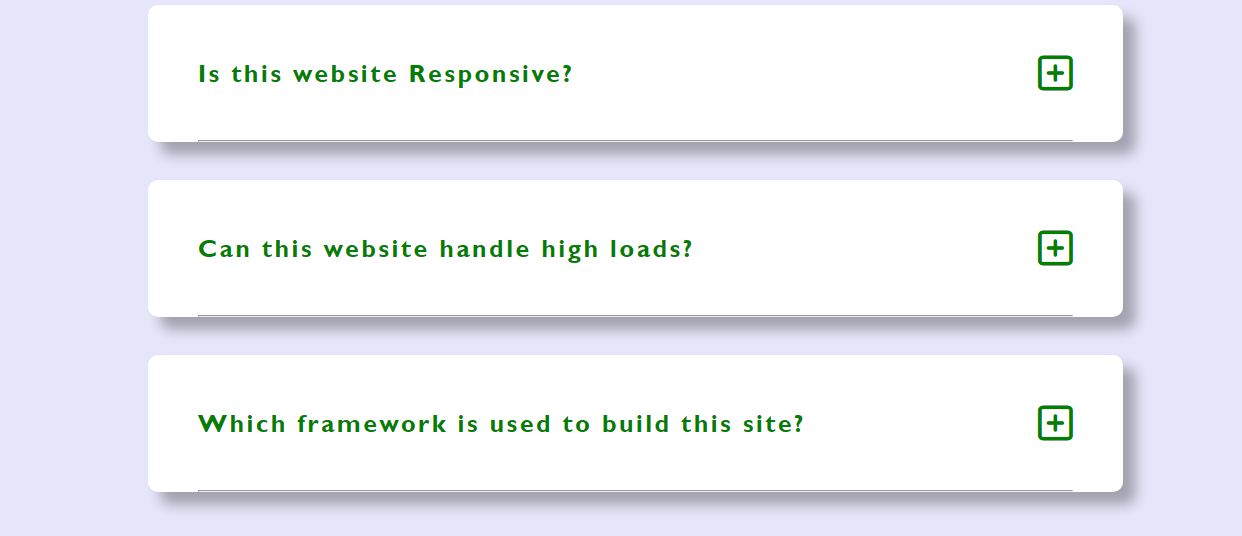 Is this website Responsive?
Can this website handle high loads?
Which framework is used to build this site?